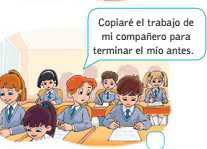 Copiaré el trabajo de
mi compañero para
terminar el mío antes.